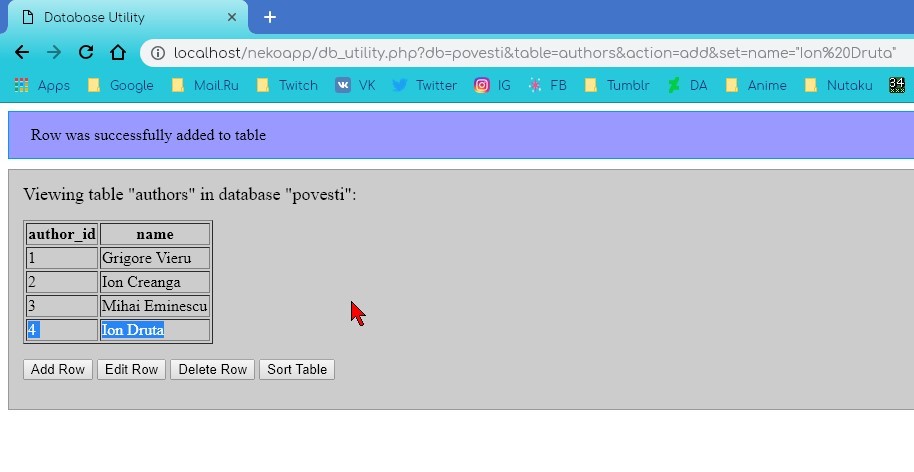 Database Utility
localhost/nekoapp/db_utility.php?db=povesti&table=authors&action=add&set=name="Ion%20Druta"
Apps Google Mail.Ru Twitch VK Twitter IG FB Tumblr DA Anime Nutaku 34
Row was successfully added to table
Viewing table "authors" in database "povesti":
author_id name
1 Grigore Vieru
2 Ion Creanga
3 Mihai Eminescu
4 Ion Druta
Add Row Edit Row Delete Row Sort Table